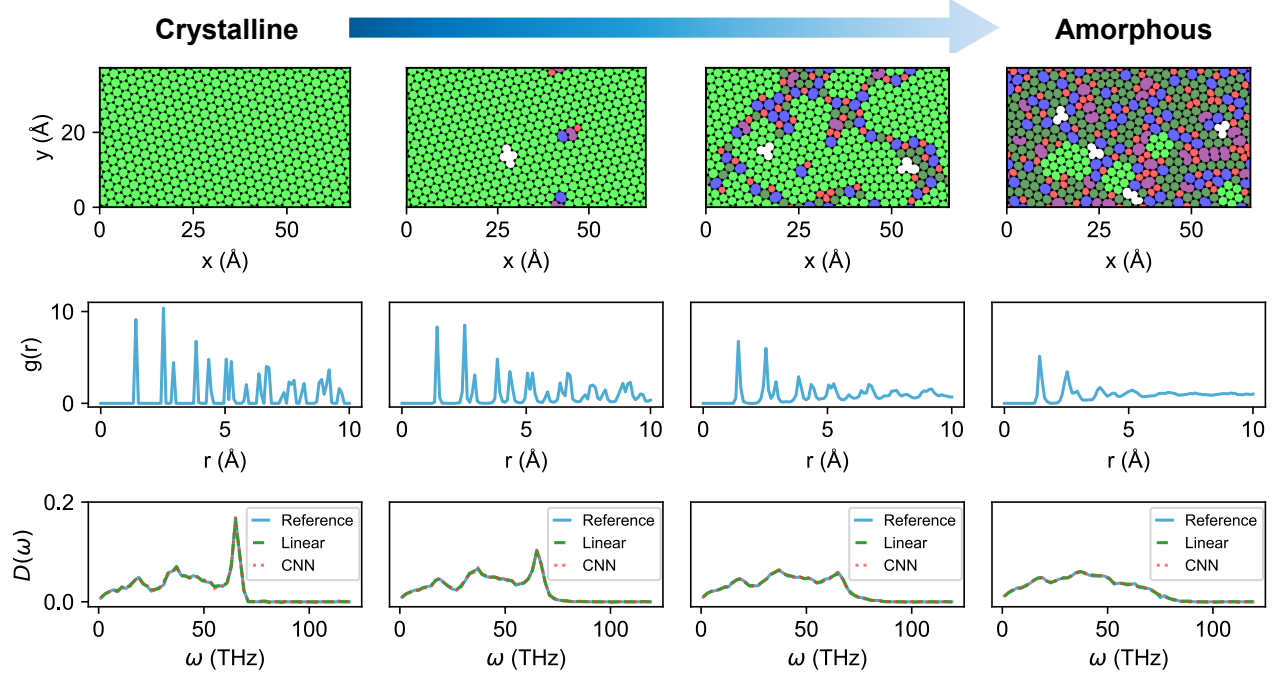 Crystalline
Amorphous
y (Å)
20
0
0 25 50
0 25 50
0 25 50
0 25 50
x (Å)
x (Å)
x (Å)
x (Å)
g(r)
10
0
0 5 10
0 5 10
0 5 10
0 5 10
r (Å)
r (Å)
r (Å)
r (Å)
D(ω)
0.2
0.0
Reference
Linear
CNN
Reference
Linear
CNN
Reference
Linear
CNN
Reference
Linear
CNN
0 50 100
0 50 100
0 50 100
0 50 100
ω (THz)
ω (THz)
ω (THz)
ω (THz)